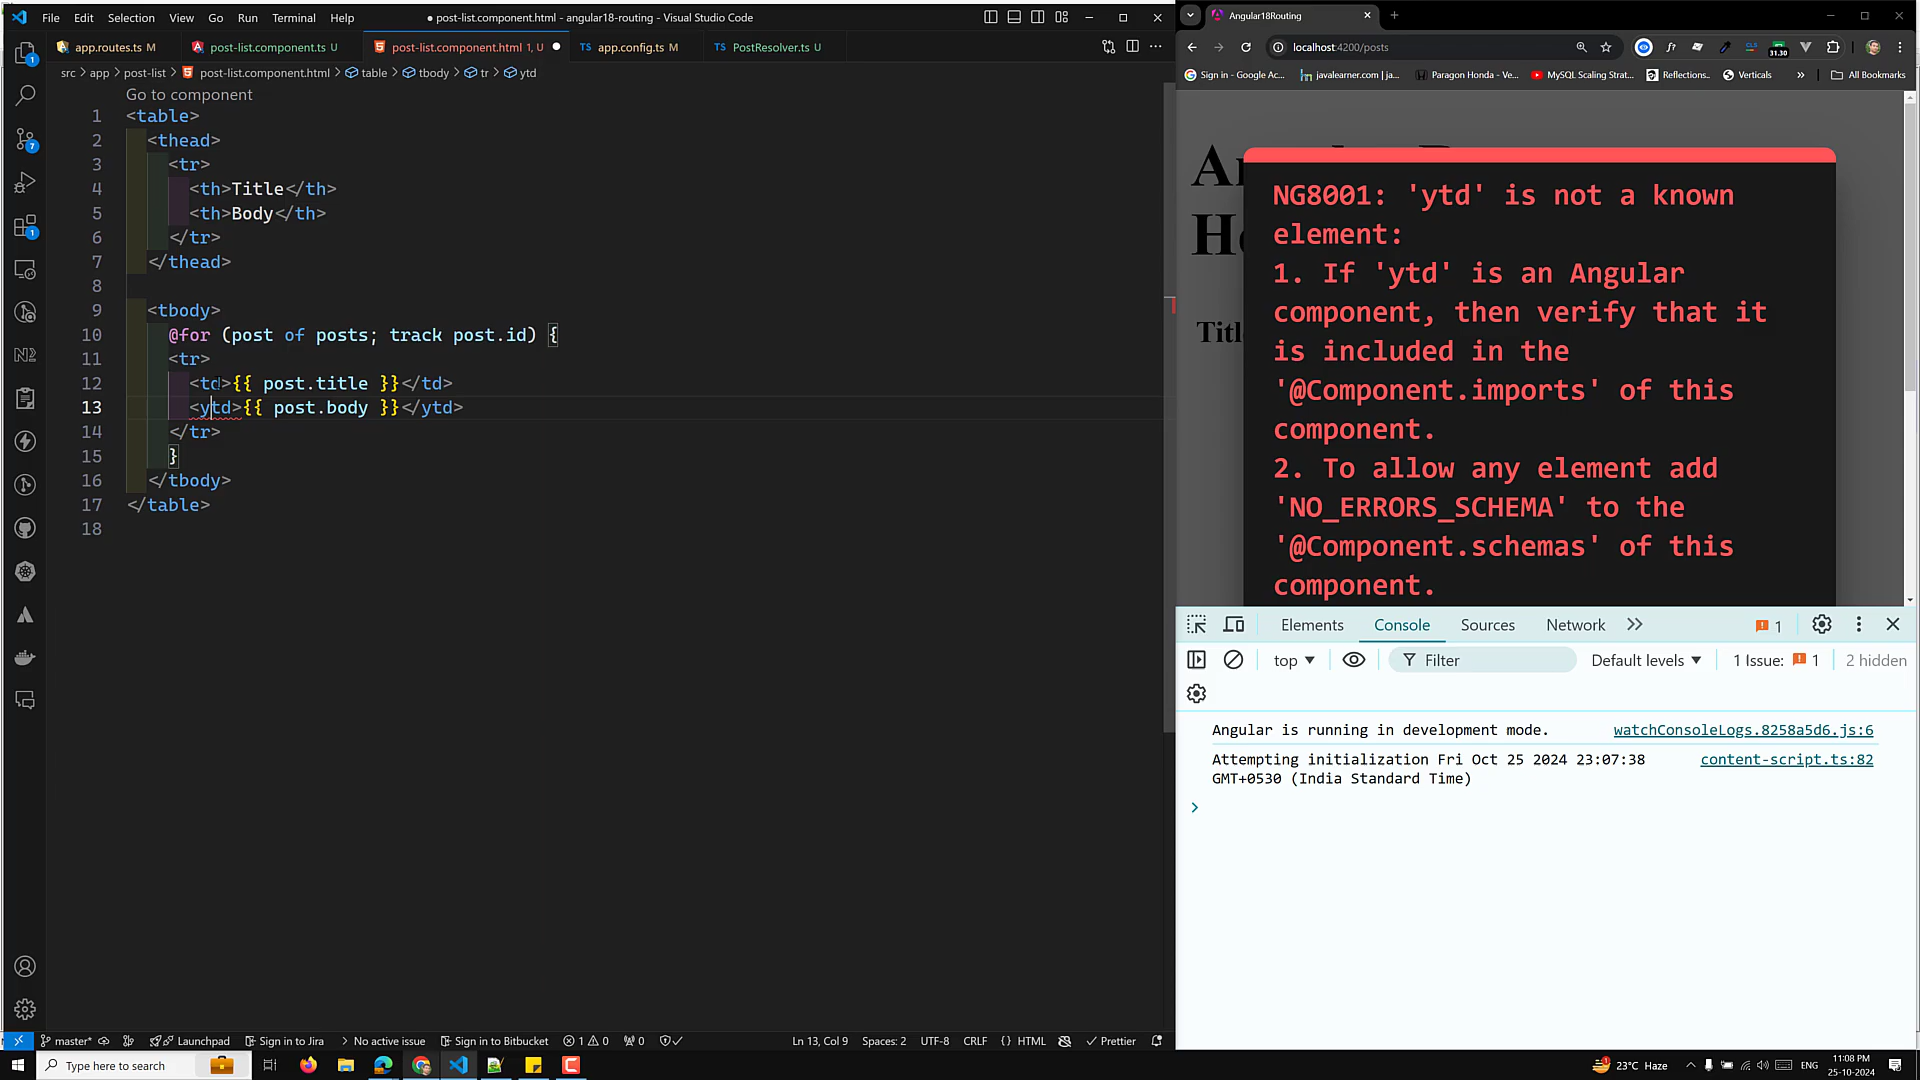 File Edit Selection View Go Run Terminal Help
● post-list.component.html - angular18-routing - Visual Studio Code
app.routes.ts M
post-list.component.ts U
post-list.component.html 1, U
TS app.config.ts M
TS PostResolver.ts U
src > app > post-list > post-list.component.html > table > tbody > tr > ytd
Go to component
1 <table>
2 <thead>
3 <tr>
4 <th>Title</th>
5 <th>Body</th>
6 </tr>
7 </thead>
8
9 <tbody>
10 @for (post of posts; track post.id) {
11 <tr>
12 <td>{{ post.title }}</td>
13 <ytd>{{ post.body }}</ytd>
14 </tr>
15 }
16 </tbody>
17 </table>
18
master* Launchpad Sign in to Jira No active issue Sign in to Bitbucket 1 0 0
Ln 13, Col 9 Spaces: 2 UTF-8 CRLF { } HTML Prettier
Angular18Routing
localhost:4200/posts
11.30
Sign in - Google Ac... javalearner.com | ja... Paragon Honda - Ve... MySQL Scaling Strat... Reflections.. Verticals » All Bookmarks
Titl
NG8001: 'ytd' is not a known
element:
1. If 'ytd' is an Angular
component, then verify that it
is included in the
'@Component.imports' of this
component.
2. To allow any element add
'NO_ERRORS_SCHEMA' to the
'@Component.schemas' of this
component.
Elements Console Sources Network 1
top Filter Default levels 1 Issue: 1 2 hidden
Angular is running in development mode. watchConsoleLogs.8258a5d6.js:6
Attempting initialization Fri Oct 25 2024 23:07:38 content-script.ts:82
GMT+0530 (India Standard Time)
Type here to search
23°C Haze ENG 11:08 PM
25-10-2024